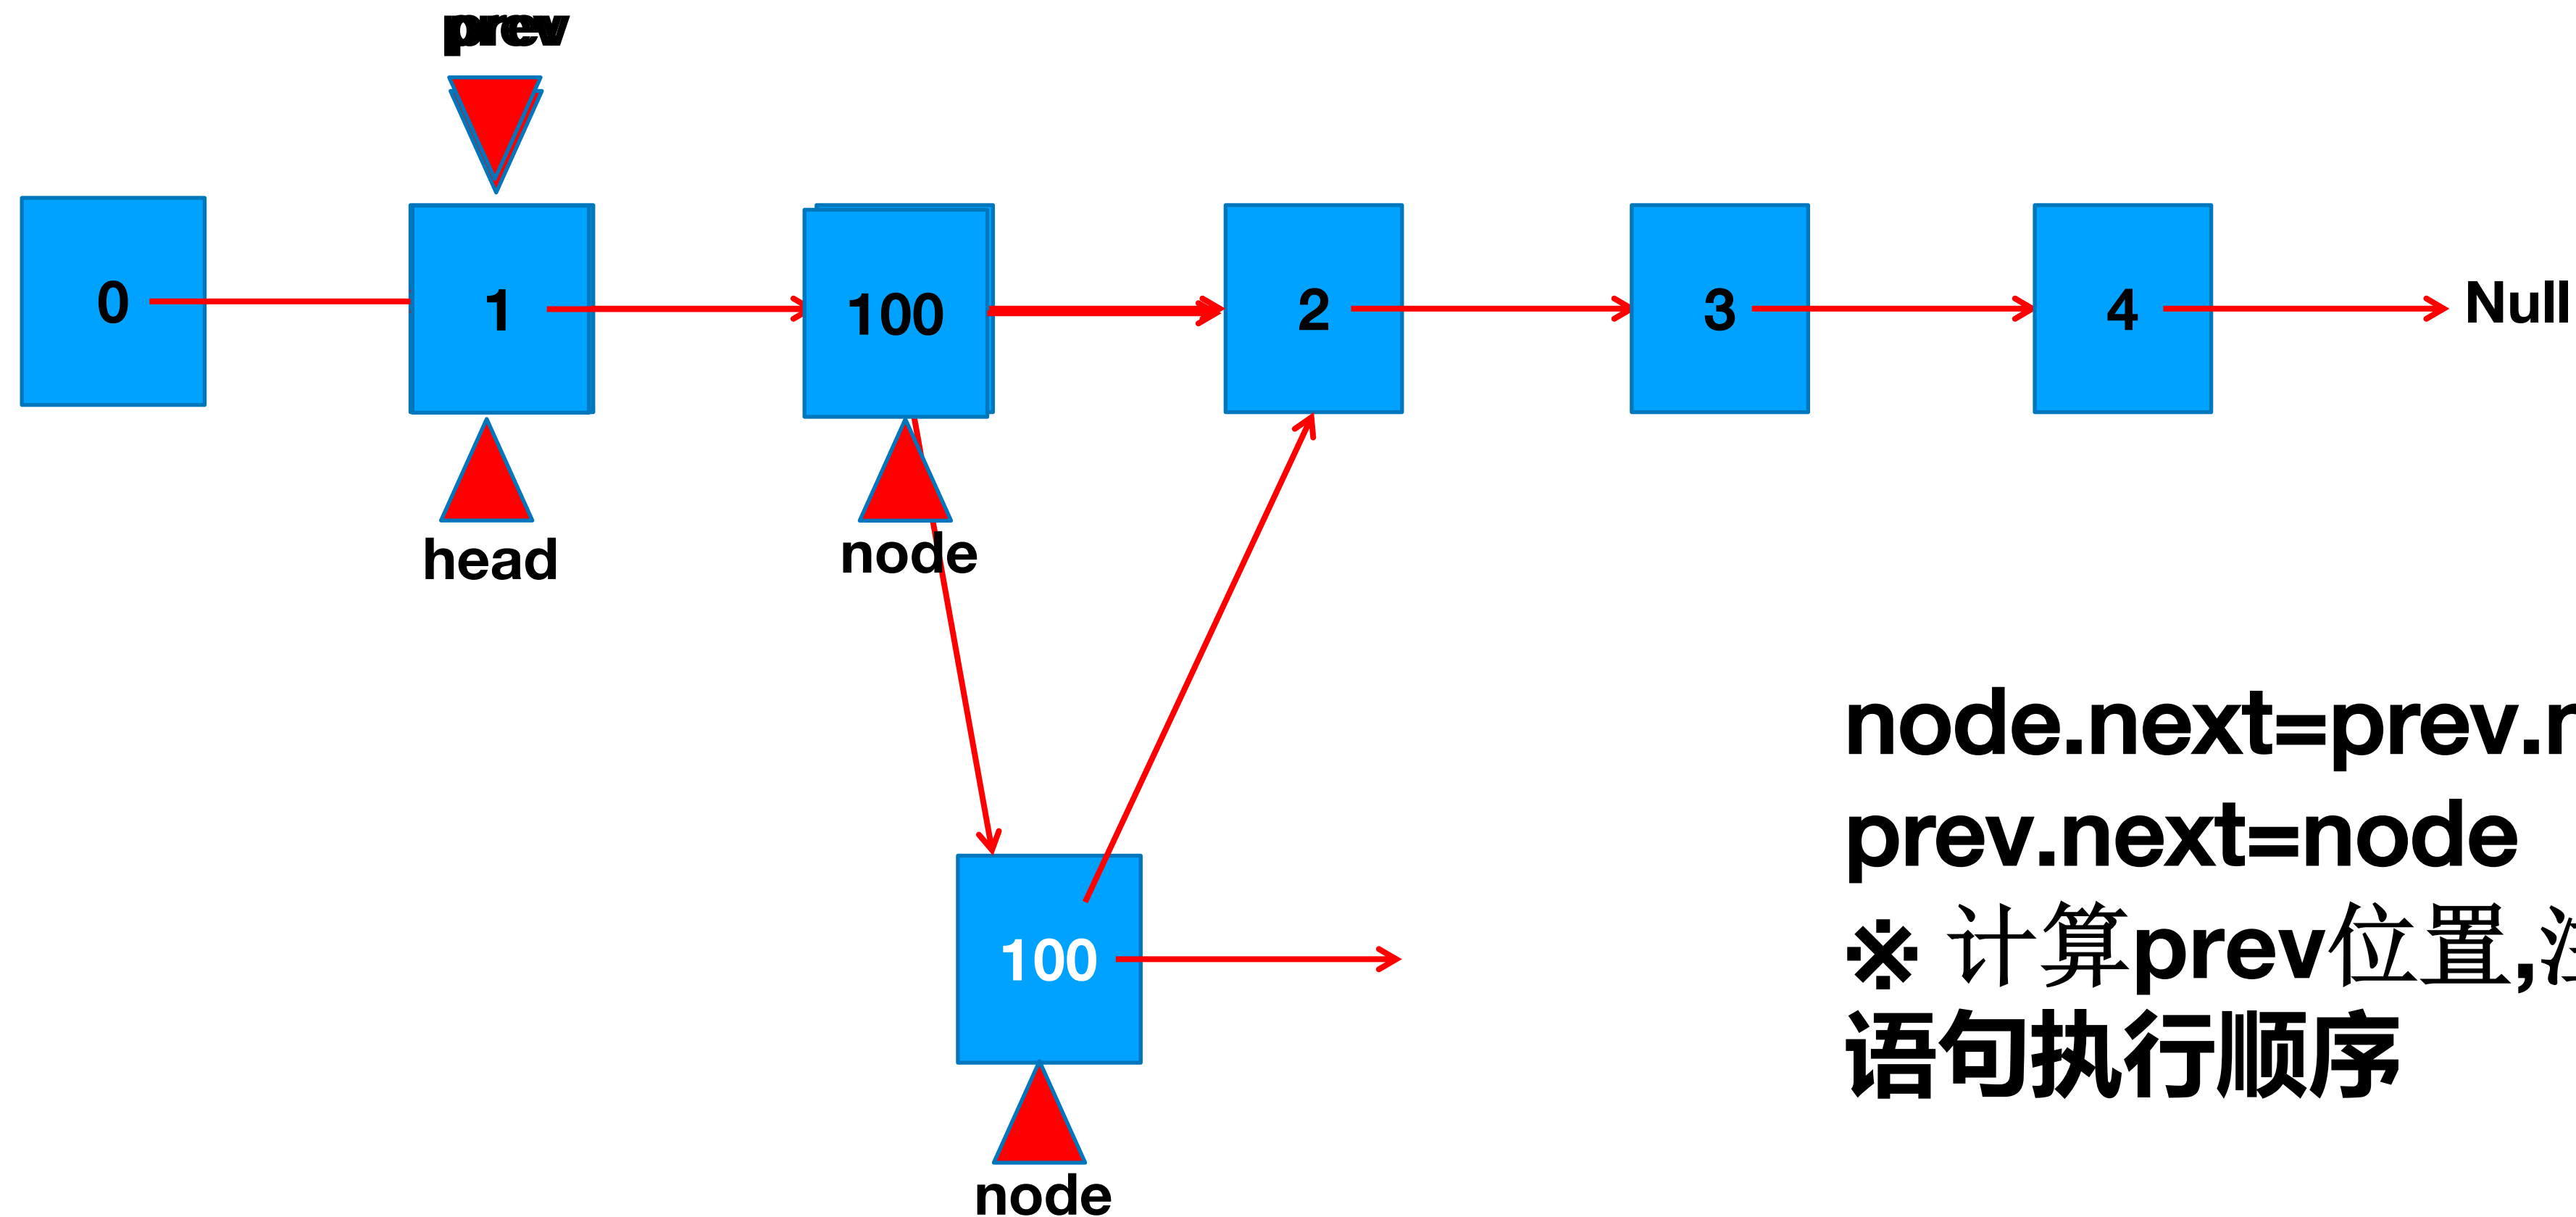 prev
0
1
100
2
3
4
Null
head
node
node.next=prev.n
prev.next=node
※ 计算prev位置,注
语句执行顺序
100
node